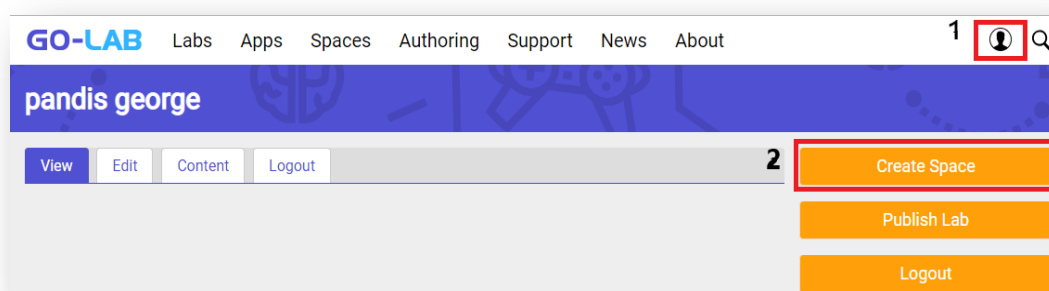 GO-LAB Labs Apps Spaces Authoring Support News About 1
pandis george
View Edit Content Logout 2 Create Space
Publish Lab
Logout